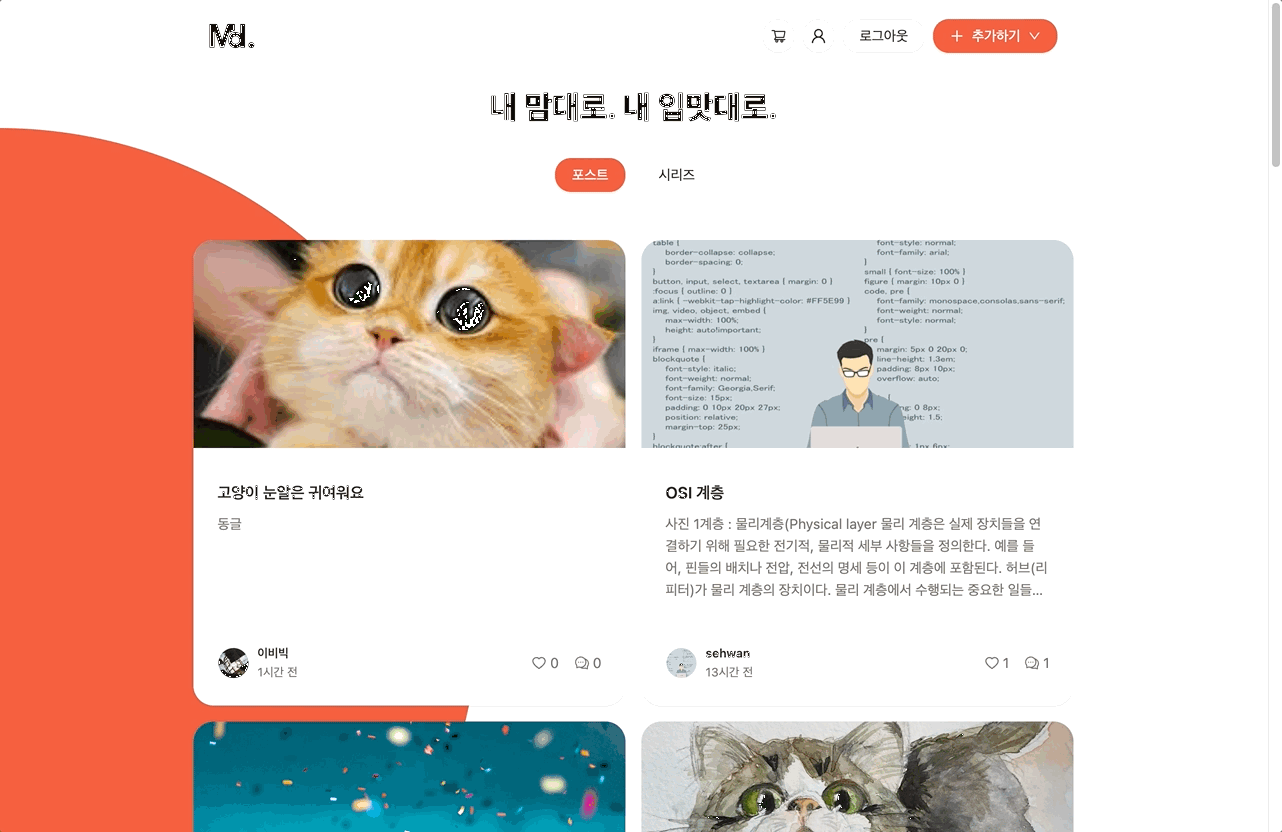 Md.
로그아웃
추가하기
내 맘대로. 내 입맛대로.
포스트
시리즈
table {
border-collapse: collapse;
border-spacing: 0;
}
button, input, select, textarea { margin: 0 }
:focus { outline: 0 }
a:link { -webkit-tap-highlight-color: #FF5E99 }
img, video, object, embed {
max-width: 100%;
height: auto!important;
}
iframe { max-width: 100% }
blockquote {
font-style: italic;
font-weight: normal;
font-family: Georgia,Serif;
font-size: 15px;
padding: 0 10px 20px 27px;
position: relative;
margin-top: 25px;
}
blockquote:after {
font-style: normal;
font-family: arial;
}
small { font-size: 100% }
figure { margin: 10px 0 }
code, pre {
font-family: monospace,consolas,sans-serif;
font-weight: normal;
font-style: normal;
}
pre {
margin: 5px 0 20px 0;
line-height: 1.3em;
padding: 8px 10px;
overflow: auto;
}
{
ng: 0 8px;
eight: 1.5;
}
1px 6px;
고양이 눈알은 귀여워요
동글
이비빅
1시간 전
0
0
OSI 계층
사진 1계층 : 물리계층(Physical layer 물리 계층은 실제 장치들을 연
결하기 위해 필요한 전기적, 물리적 세부 사항들을 정의한다. 예를 들
어, 핀들의 배치나 전압, 전선의 명세 등이 이 계층에 포함된다. 허브(리
피터)가 물리 계층의 장치이다. 물리 계층에서 수행되는 중요한 일들...
sehwan
13시간 전
1
1